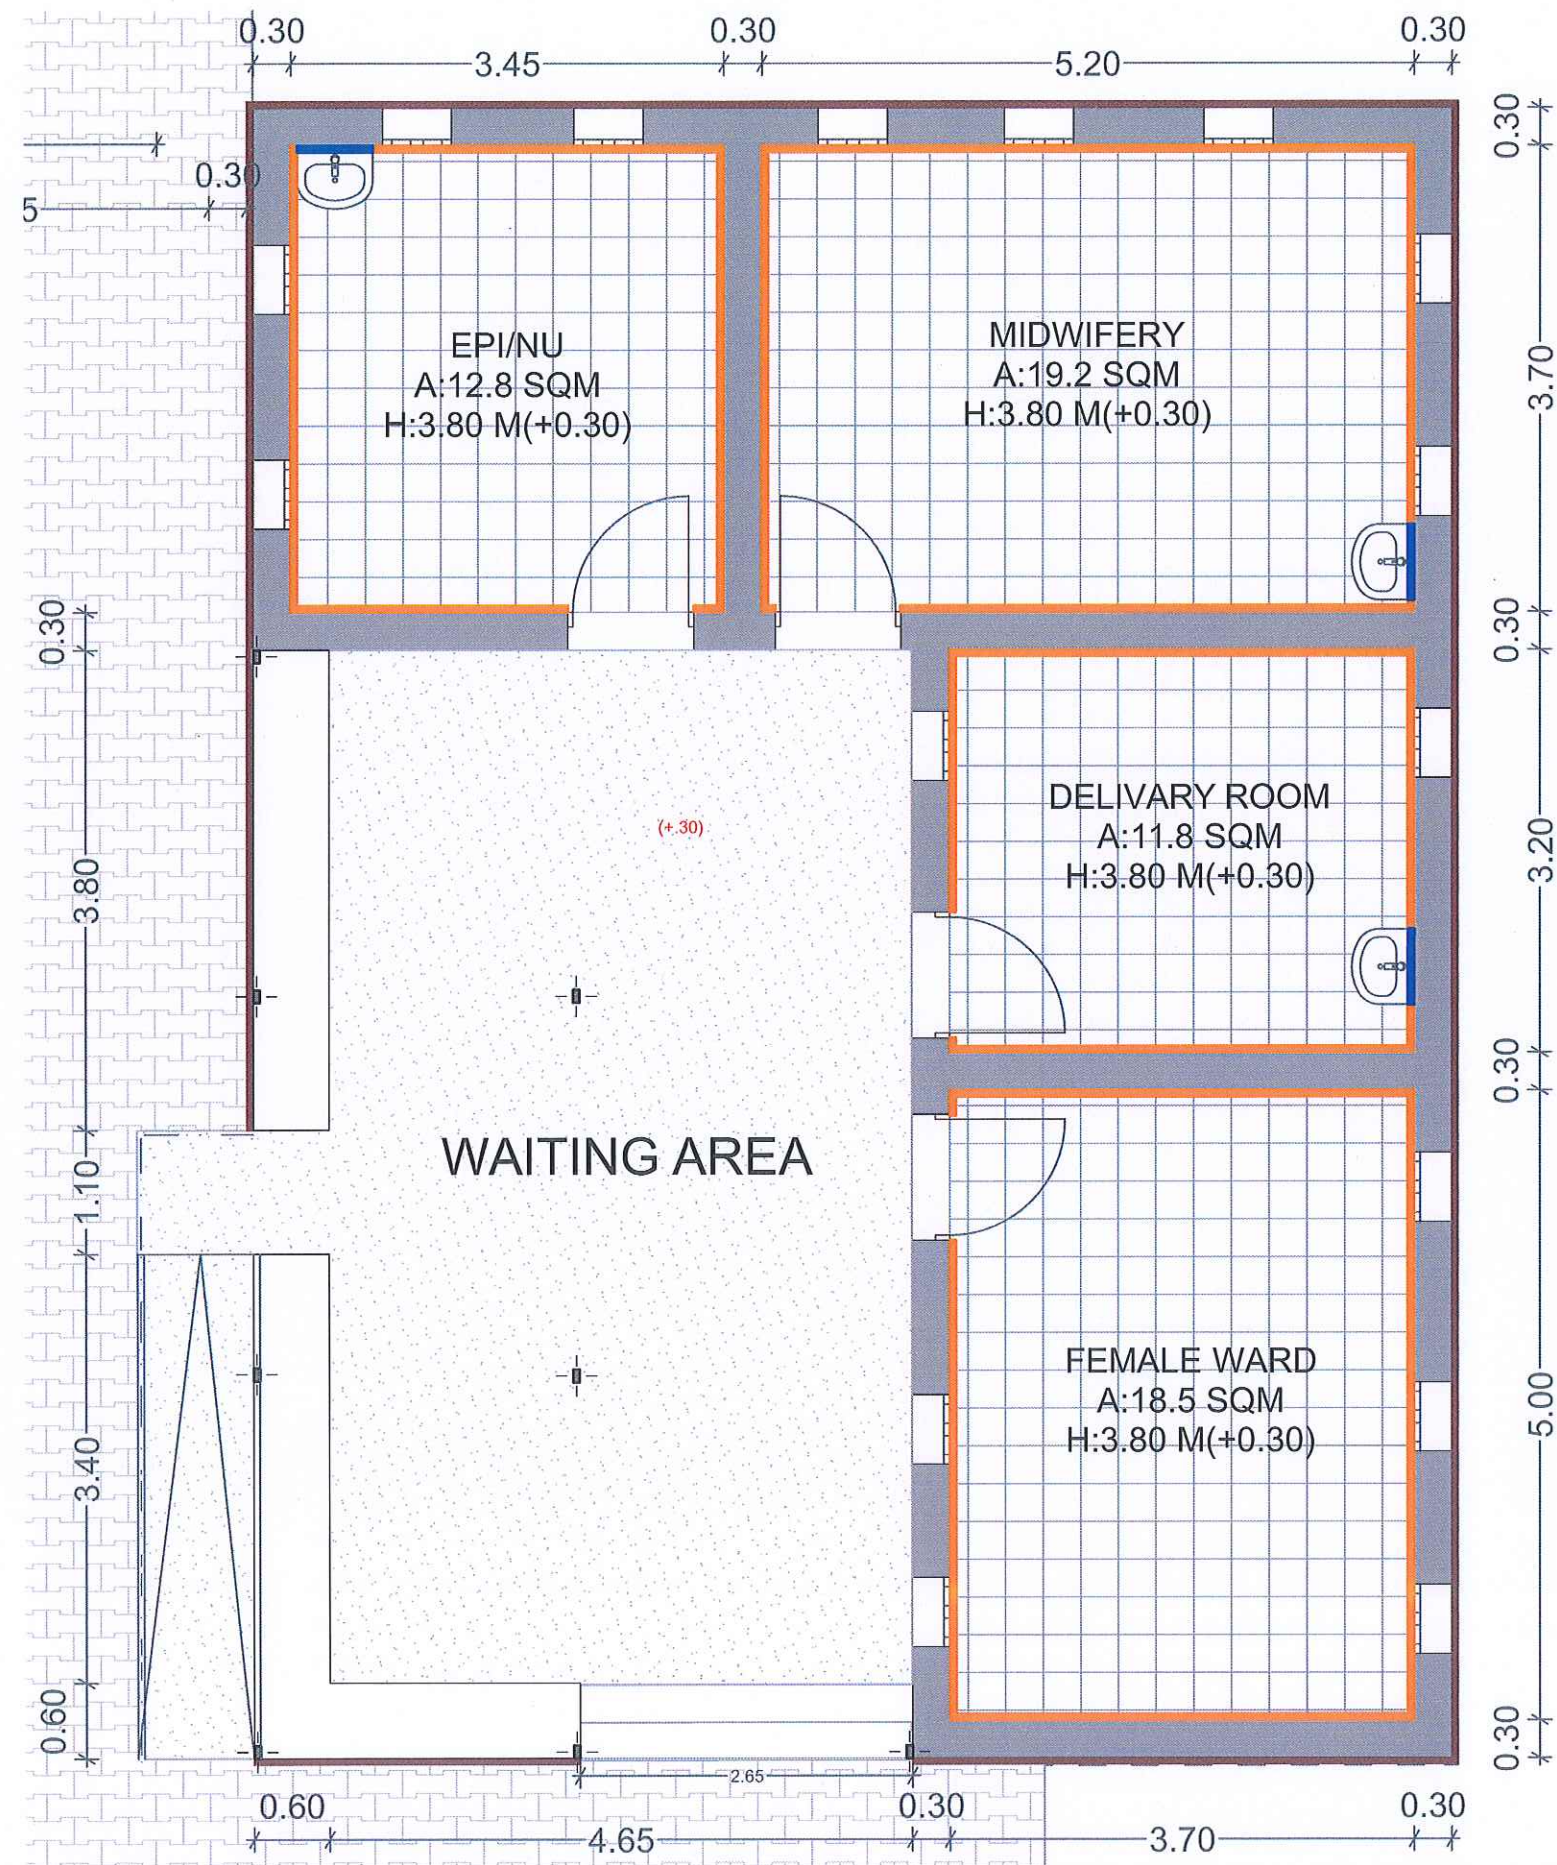 0.30
0.30
0.30
3.45
5.20
0.30
0.30
5
EPI/NU
A:12.8 SQM
H:3.80 M(+0.30)
MIDWIFERY
A:19.2 SQM
H:3.80 M(+0.30)
3.70
0.30
0.30
(+.30)
DELIVARY ROOM
A:11.8 SQM
H:3.80 M(+0.30)
3.20
3.80
0.30
WAITING AREA
1.10
FEMALE WARD
A:18.5 SQM
H:3.80 M(+0.30)
5.00
3.40
0.60
0.30
2.65
0.60
0.30
0.30
4.65
3.70